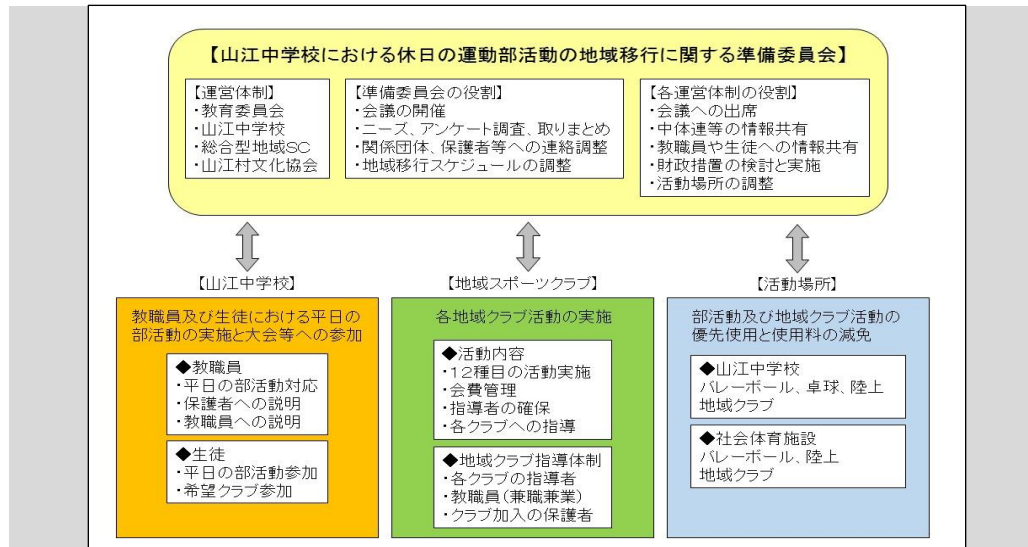 【山江中学校における休日の運動部活動の地域移行に関する準備委員会】
【運営体制】
・教育委員会
・山江中学校
・総合型地域SC
・山江村文化協会
【準備委員会の役割】
・会議の開催
・ニーズ、アンケート調査、取りまとめ
・関係団体、保護者等への連絡調整
・地域移行スケジュールの調整
【各運営体制の役割】
・会議への出席
・中体連等の情報共有
・教職員や生徒への情報共有
・財政措置の検討と実施
・活動場所の調整
【山江中学校】
教職員及び生徒における平日の
部活動の実施と大会等への参加
◆教職員
・平日の部活動対応
・保護者への説明
・教職員への説明
◆生徒
・平日の部活動参加
・希望クラブ参加
【地域スポーツクラブ】
各地域クラブ活動の実施
◆活動内容
・12種目の活動実施
・会費管理
・指導者の確保
・各クラブへの指導
◆地域クラブ指導体制
・各クラブの指導者
・教職員(兼職兼業)
・クラブ加入の保護者
【活動場所】
部活動及び地域クラブ活動の
優先使用と使用料の減免
◆山江中学校
バレーボール、卓球、陸上
地域クラブ
◆社会体育施設
バレーボール、陸上
地域クラブ